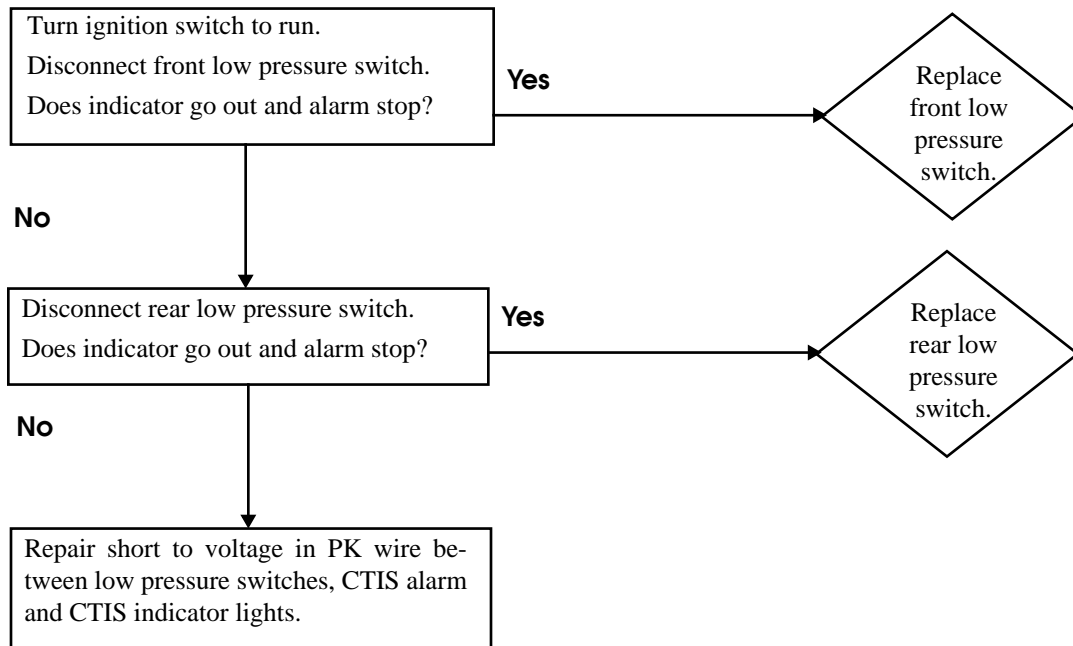 Turn ignition switch to run.
Disconnect front low pressure switch.
Does indicator go out and alarm stop?
Yes
Replace
front low
pressure
switch.
No
Disconnect rear low pressure switch.
Does indicator go out and alarm stop?
Yes
Replace
rear low
pressure
switch.
No
Repair short to voltage in PK wire be-
tween low pressure switches, CTIS alarm
and CTIS indicator lights.